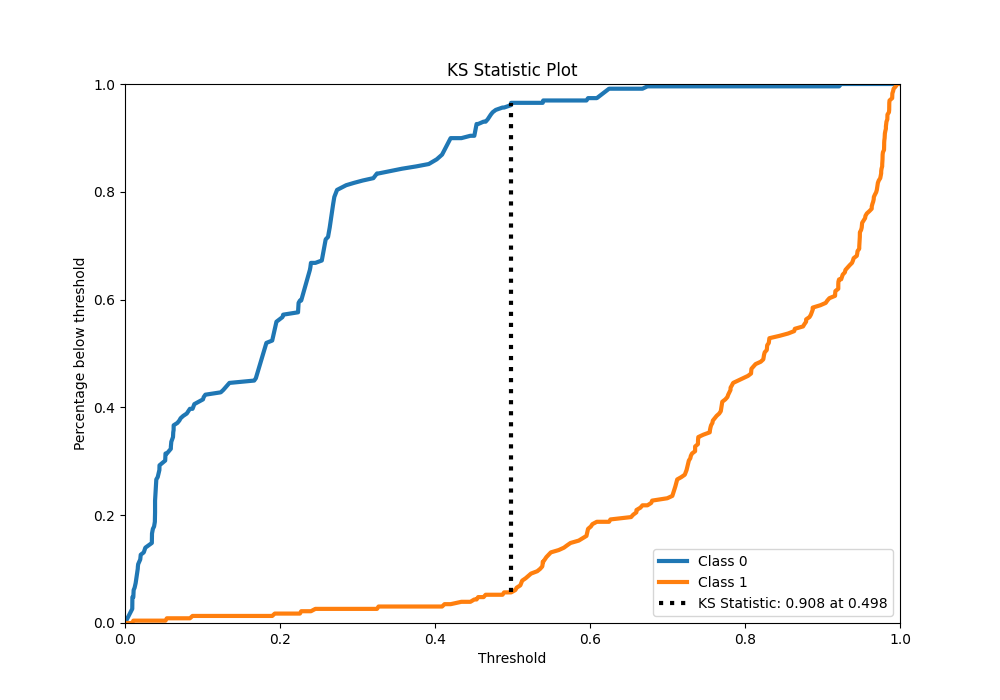 KS Statistic Plot
1.0
0.8
0.6
0.4
0.2
0.0
Percentage below threshold
0.0 0.2 0.4 0.6 0.8 1.0
Threshold
Class 0
Class 1
KS Statistic: 0.908 at 0.498